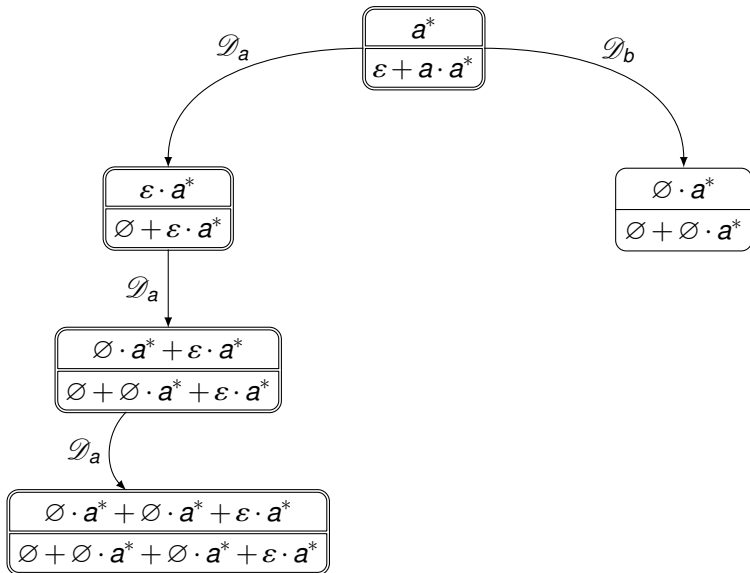 a*
𝒟a
𝒟b
ε + a · a*
ε · a*
∅ · a*
∅ + ε · a*
∅ + ∅ · a*
𝒟a
∅ · a* + ε · a*
∅ + ∅ · a* + ε · a*
𝒟a
∅ · a* + ∅ · a* + ε · a*
∅ + ∅ · a* + ∅ · a* + ε · a*